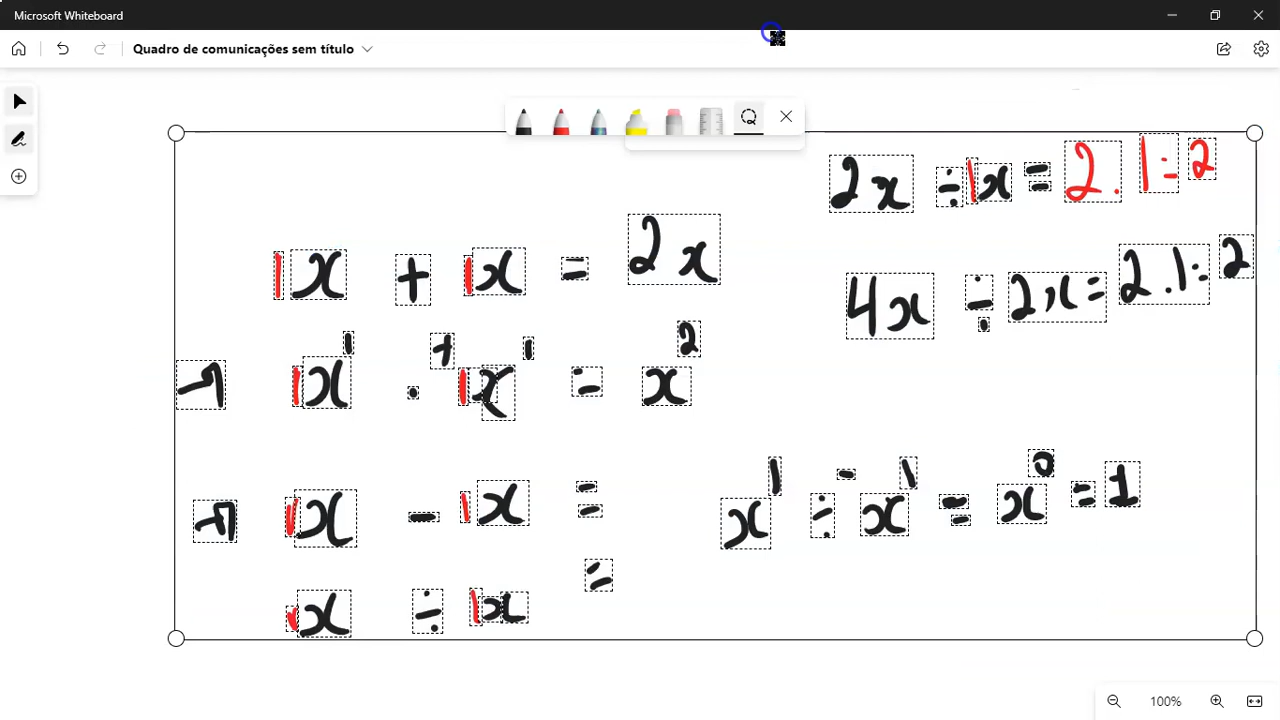 Microsoft Whiteboard
Quadro de comunicações sem título
2x ÷ 1x = 2 . 1 = 2
1x + 1x = 2x
4x ÷ 2x = 2 . 1 = 2
→ 1x¹ · ⁺ 1x¹ = x²
→ 1x - 1x =
x¹ ÷ ⁻ x¹ = x⁰ = 1
1x ÷ 1x =
100%